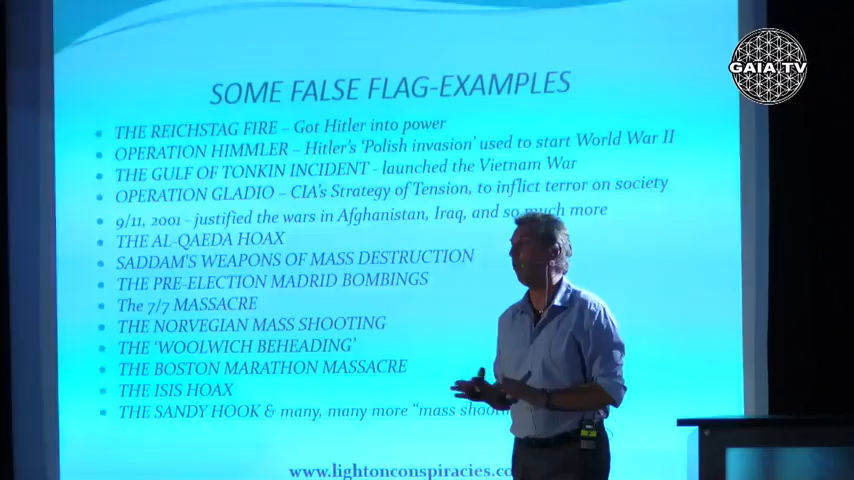 GAIA TV
SOME FALSE FLAG-EXAMPLES
THE REICHSTAG FIRE – Got Hitler into power
OPERATION HIMMLER – Hitler's 'Polish invasion' used to start World War II
THE GULF OF TONKIN INCIDENT - launched the Vietnam War
OPERATION GLADIO – CIA's Strategy of Tension, to inflict terror on society
9/11, 2001 - justified the wars in Afghanistan, Iraq, and so much more
THE AL-QAEDA HOAX
SADDAM'S WEAPONS OF MASS DESTRUCTION
THE PRE-ELECTION MADRID BOMBINGS
The 7/7 MASSACRE
THE NORVEGIAN MASS SHOOTING
THE 'WOOLWICH BEHEADING'
THE BOSTON MARATHON MASSACRE
THE ISIS HOAX
THE SANDY HOOK & many, many more "mass shoot
www.lightonconspiracies.co